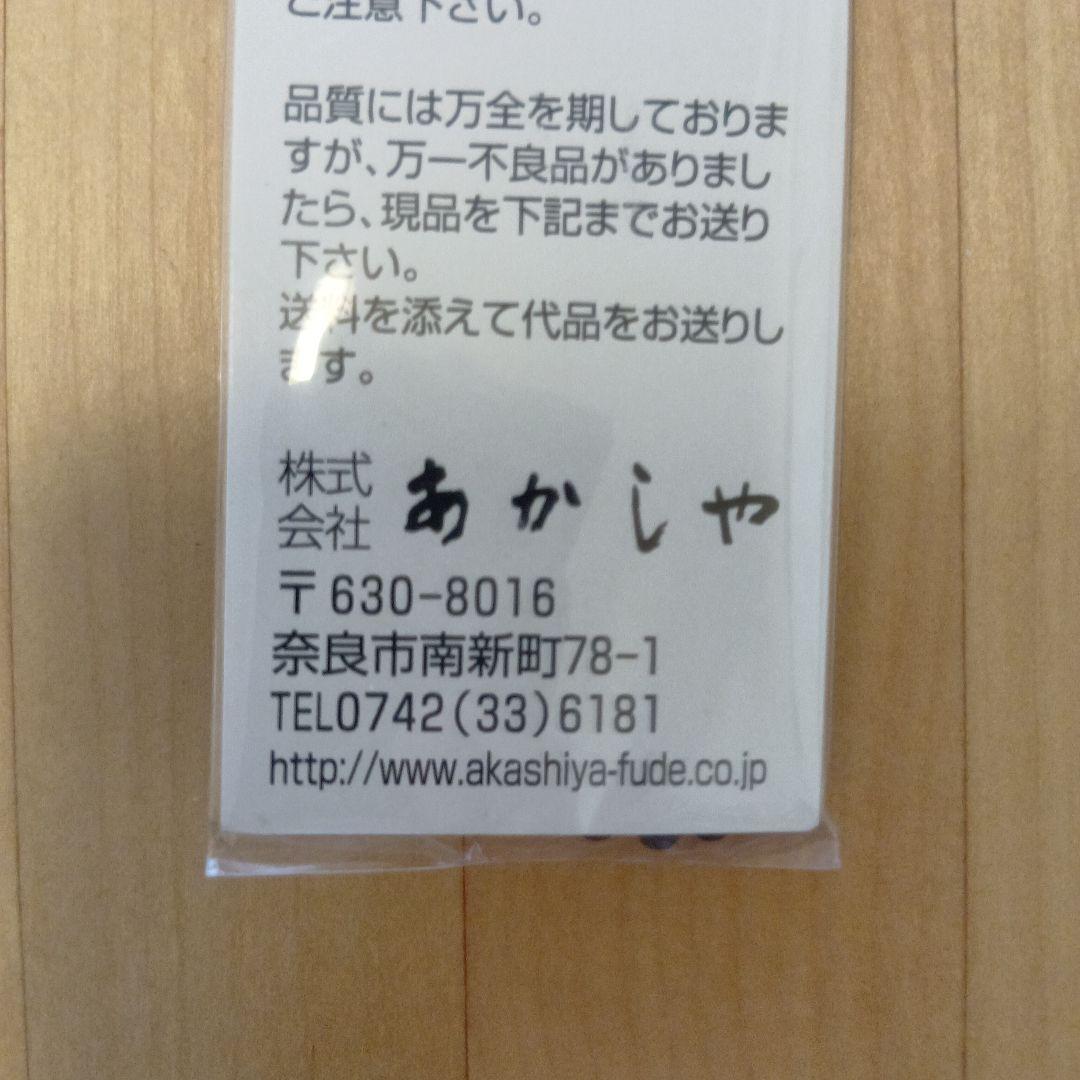 ご注意下さい。
品質には万全を期しておりま
すが、万一不良品がありまし
たら、現品を下記までお送り
下さい。
送料を添えて代品をお送りし
ます。
株式
会社 あかしや
〒630-8016
奈良市南新町78-1
TEL0742(33)6181
http://www.akashiya-fude.co.jp